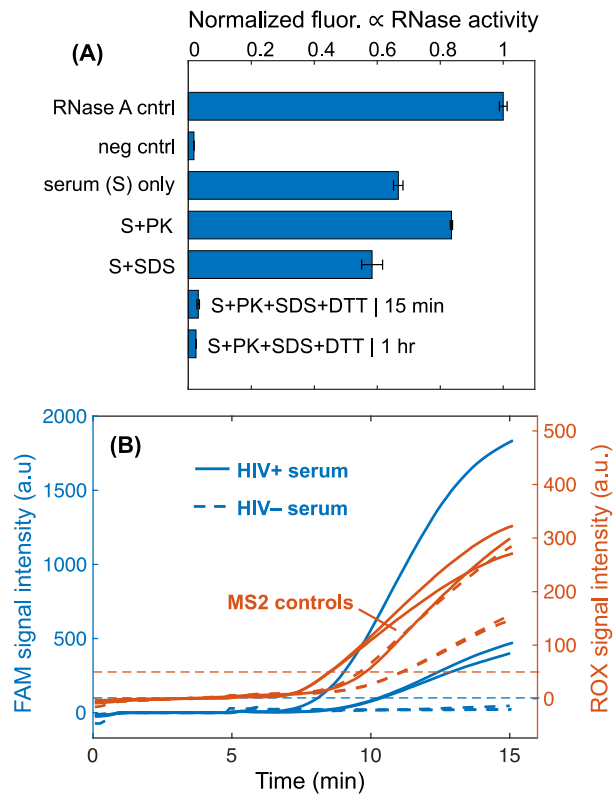 Normalized fluor. ∝ RNase activity
(A)
0 0.2 0.4 0.6 0.8 1
RNase A cntrl
neg cntrl
serum (S) only
S+PK
S+SDS
S+PK+SDS+DTT | 15 min
S+PK+SDS+DTT | 1 hr
(B)
FAM signal intensity (a.u)
2000
1500
1000
500
0
HIV+ serum
HIV– serum
MS2 controls
500
400
300
200
100
0
ROX signal intensity (a.u.)
0 5 10 15
Time (min)